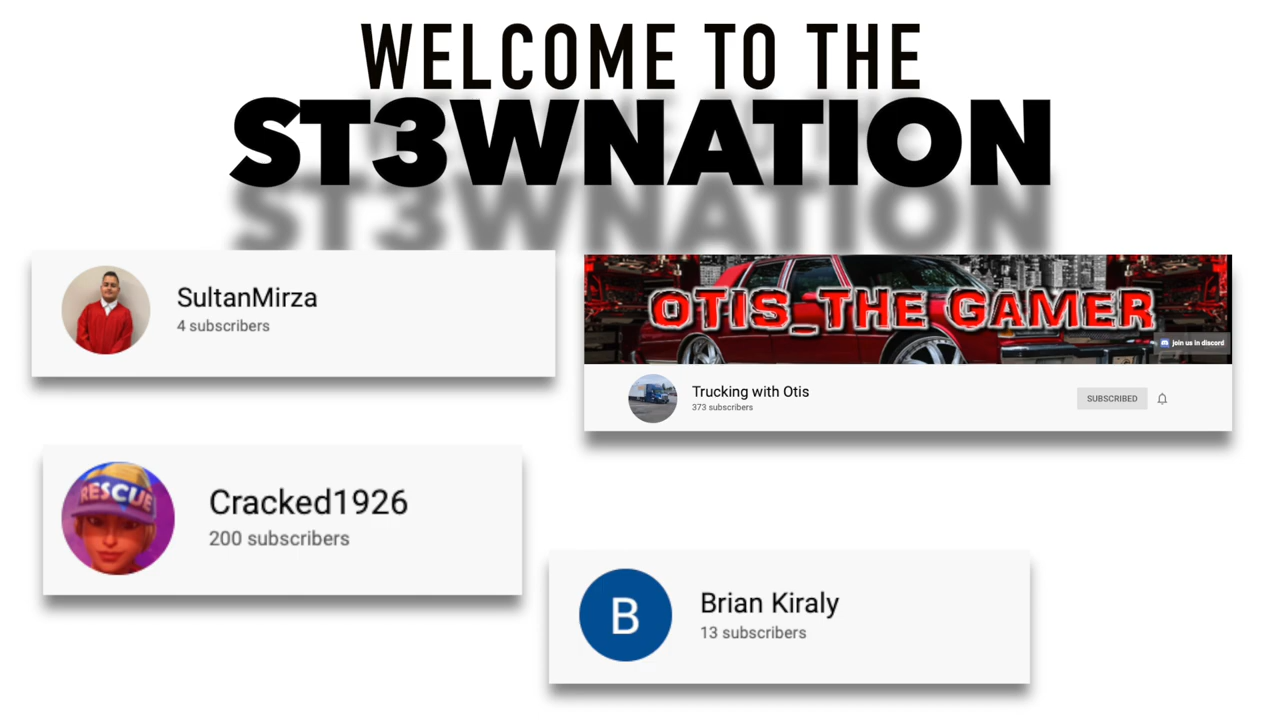 WELCOME TO THE
ST3WNATION
SultanMirza
4 subscribers
OTIS_THE GAMER
join us in discord
Trucking with Otis
373 subscribers
SUBSCRIBED
RESCUE
Cracked1926
200 subscribers
B
Brian Kiraly
13 subscribers